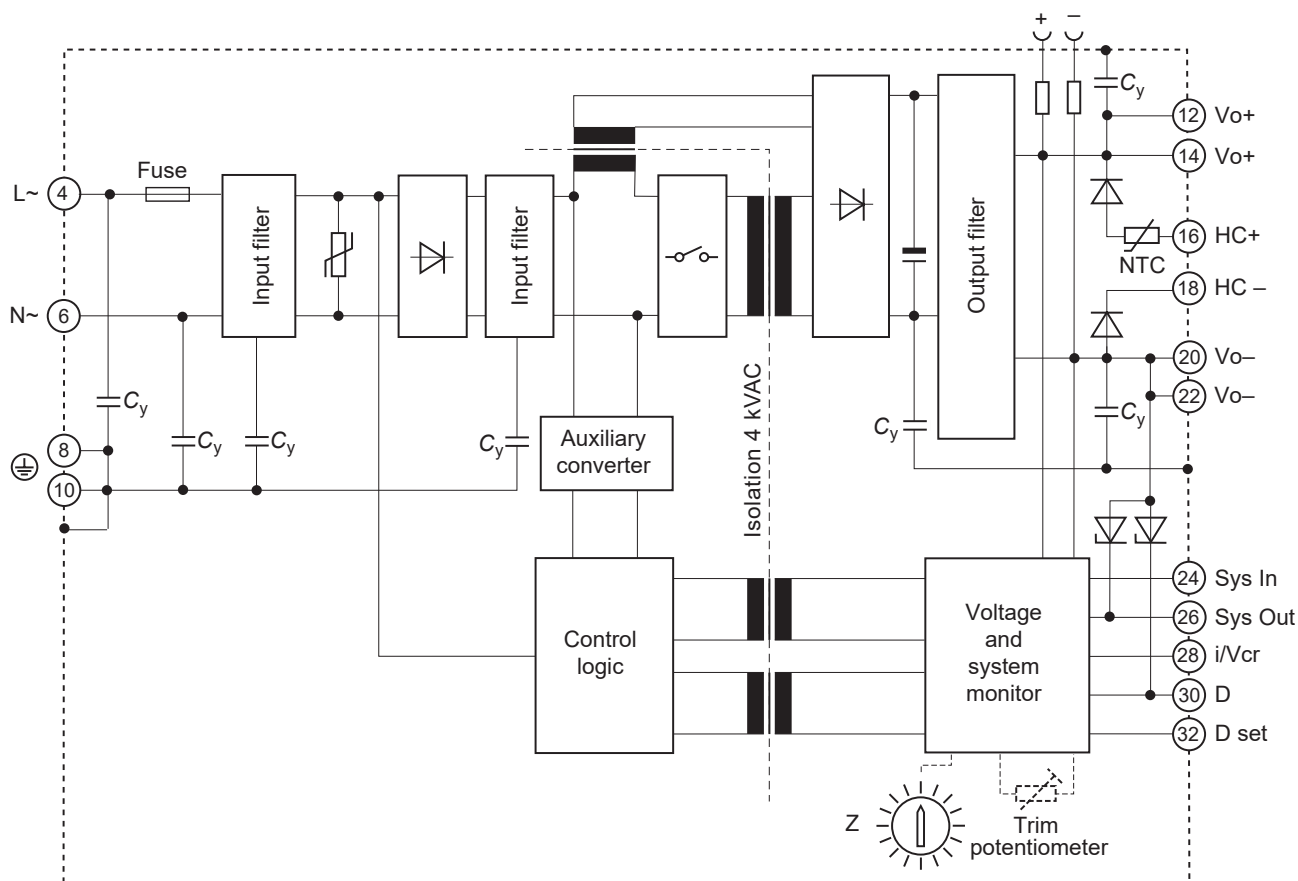 + –
Cy
12 Vo+
14 Vo+
Fuse
L~ 4
16 HC+
NTC
Input filter
Input filter
Output filter
18 HC –
N~ 6
20 Vo–
22 Vo–
Cy
Cy
Cy
Cy
Cy
Cy
8
10
Auxiliary
converter
Isolation 4 kVAC
24 Sys In
26 Sys Out
28 i/Vcr
30 D
32 D set
Control
logic
Voltage
and
system
monitor
Z
Trim
potentiometer